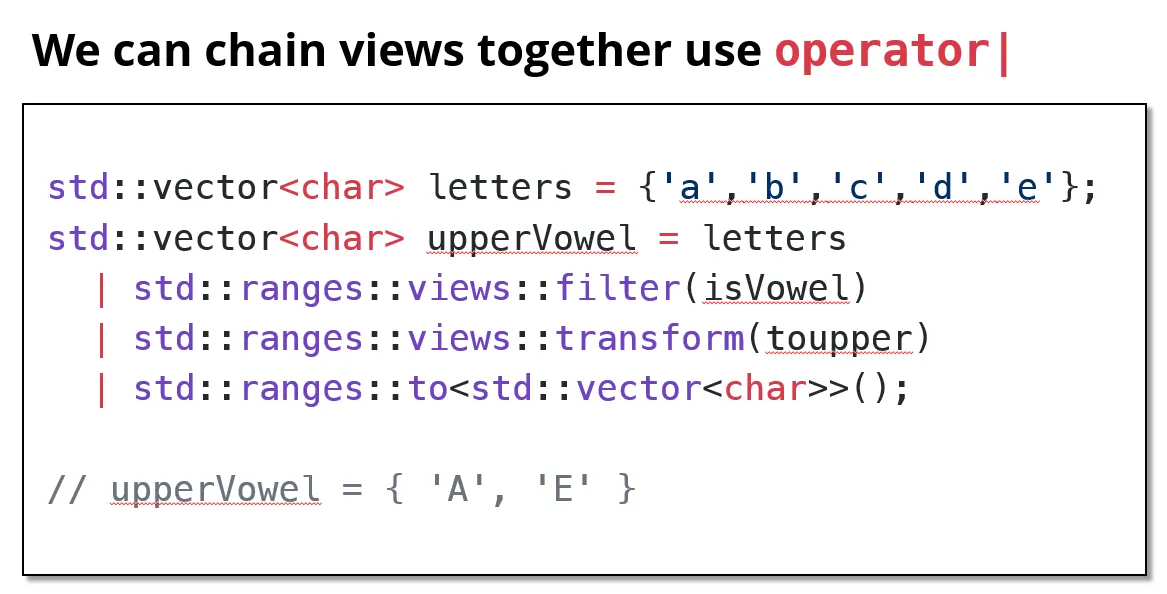 We can chain views together use operator|
std::vector<char> letters = {'a','b','c','d','e'};
std::vector<char> upperVowel = letters
  | std::ranges::views::filter(isVowel)
  | std::ranges::views::transform(toupper)
  | std::ranges::to<std::vector<char>>();
// upperVowel = { 'A', 'E' }